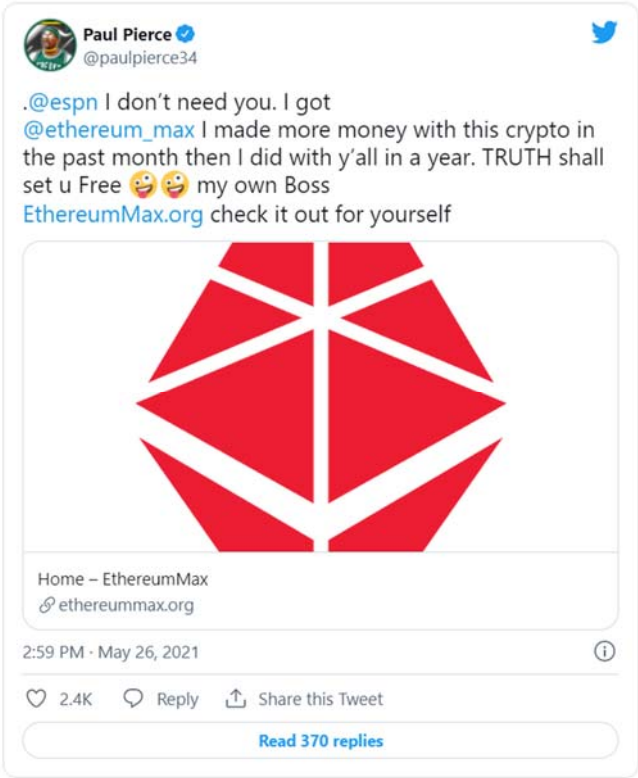 Paul Pierce
@paulpierce34
.@espn I don't need you. I got
@ethereum_max I made more money with this crypto in
the past month then I did with y'all in a year. TRUTH shall
set u Free 🤪🤪 my own Boss
EthereumMax.org check it out for yourself
Home – EthereumMax
ethereummax.org
2:59 PM · May 26, 2021
2.4K Reply Share this Tweet
Read 370 replies